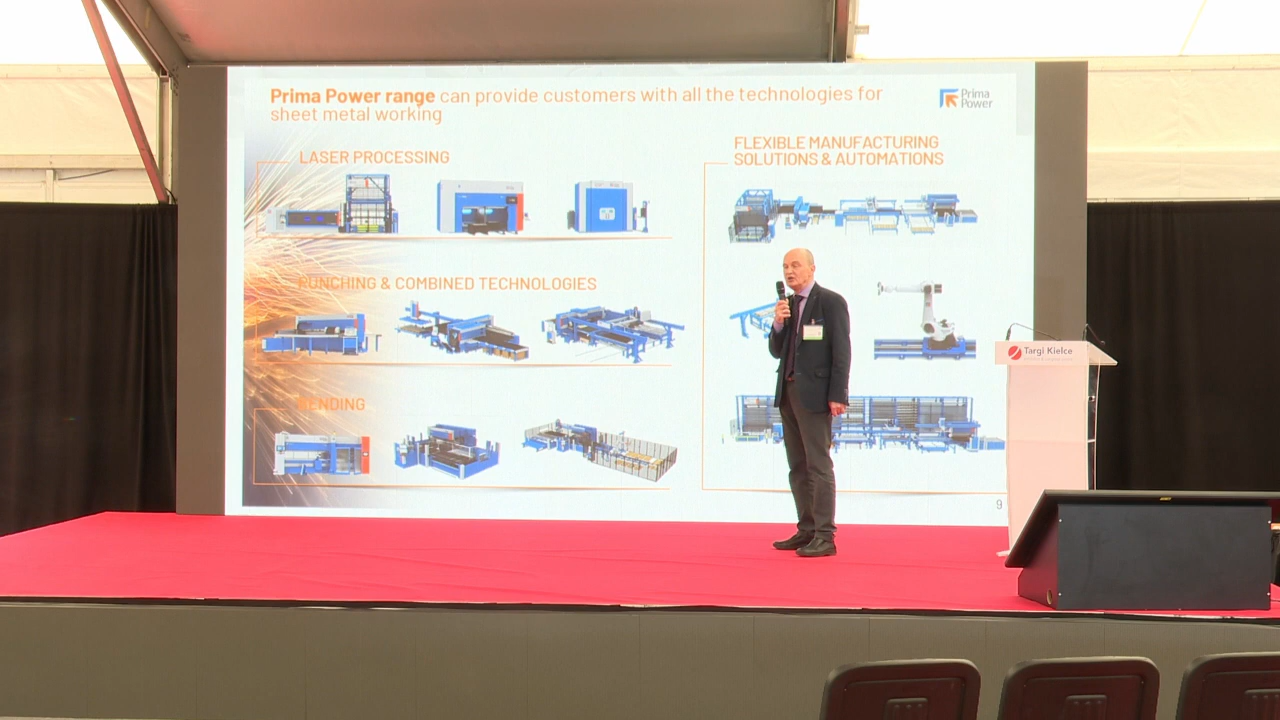 Prima Power range can provide customers with all the technologies for
sheet metal working
Prima
Power
LASER PROCESSING
PUNCHING & COMBINED TECHNOLOGIES
BENDING
FLEXIBLE MANUFACTURING
SOLUTIONS & AUTOMATIONS
9
Targi Kielce